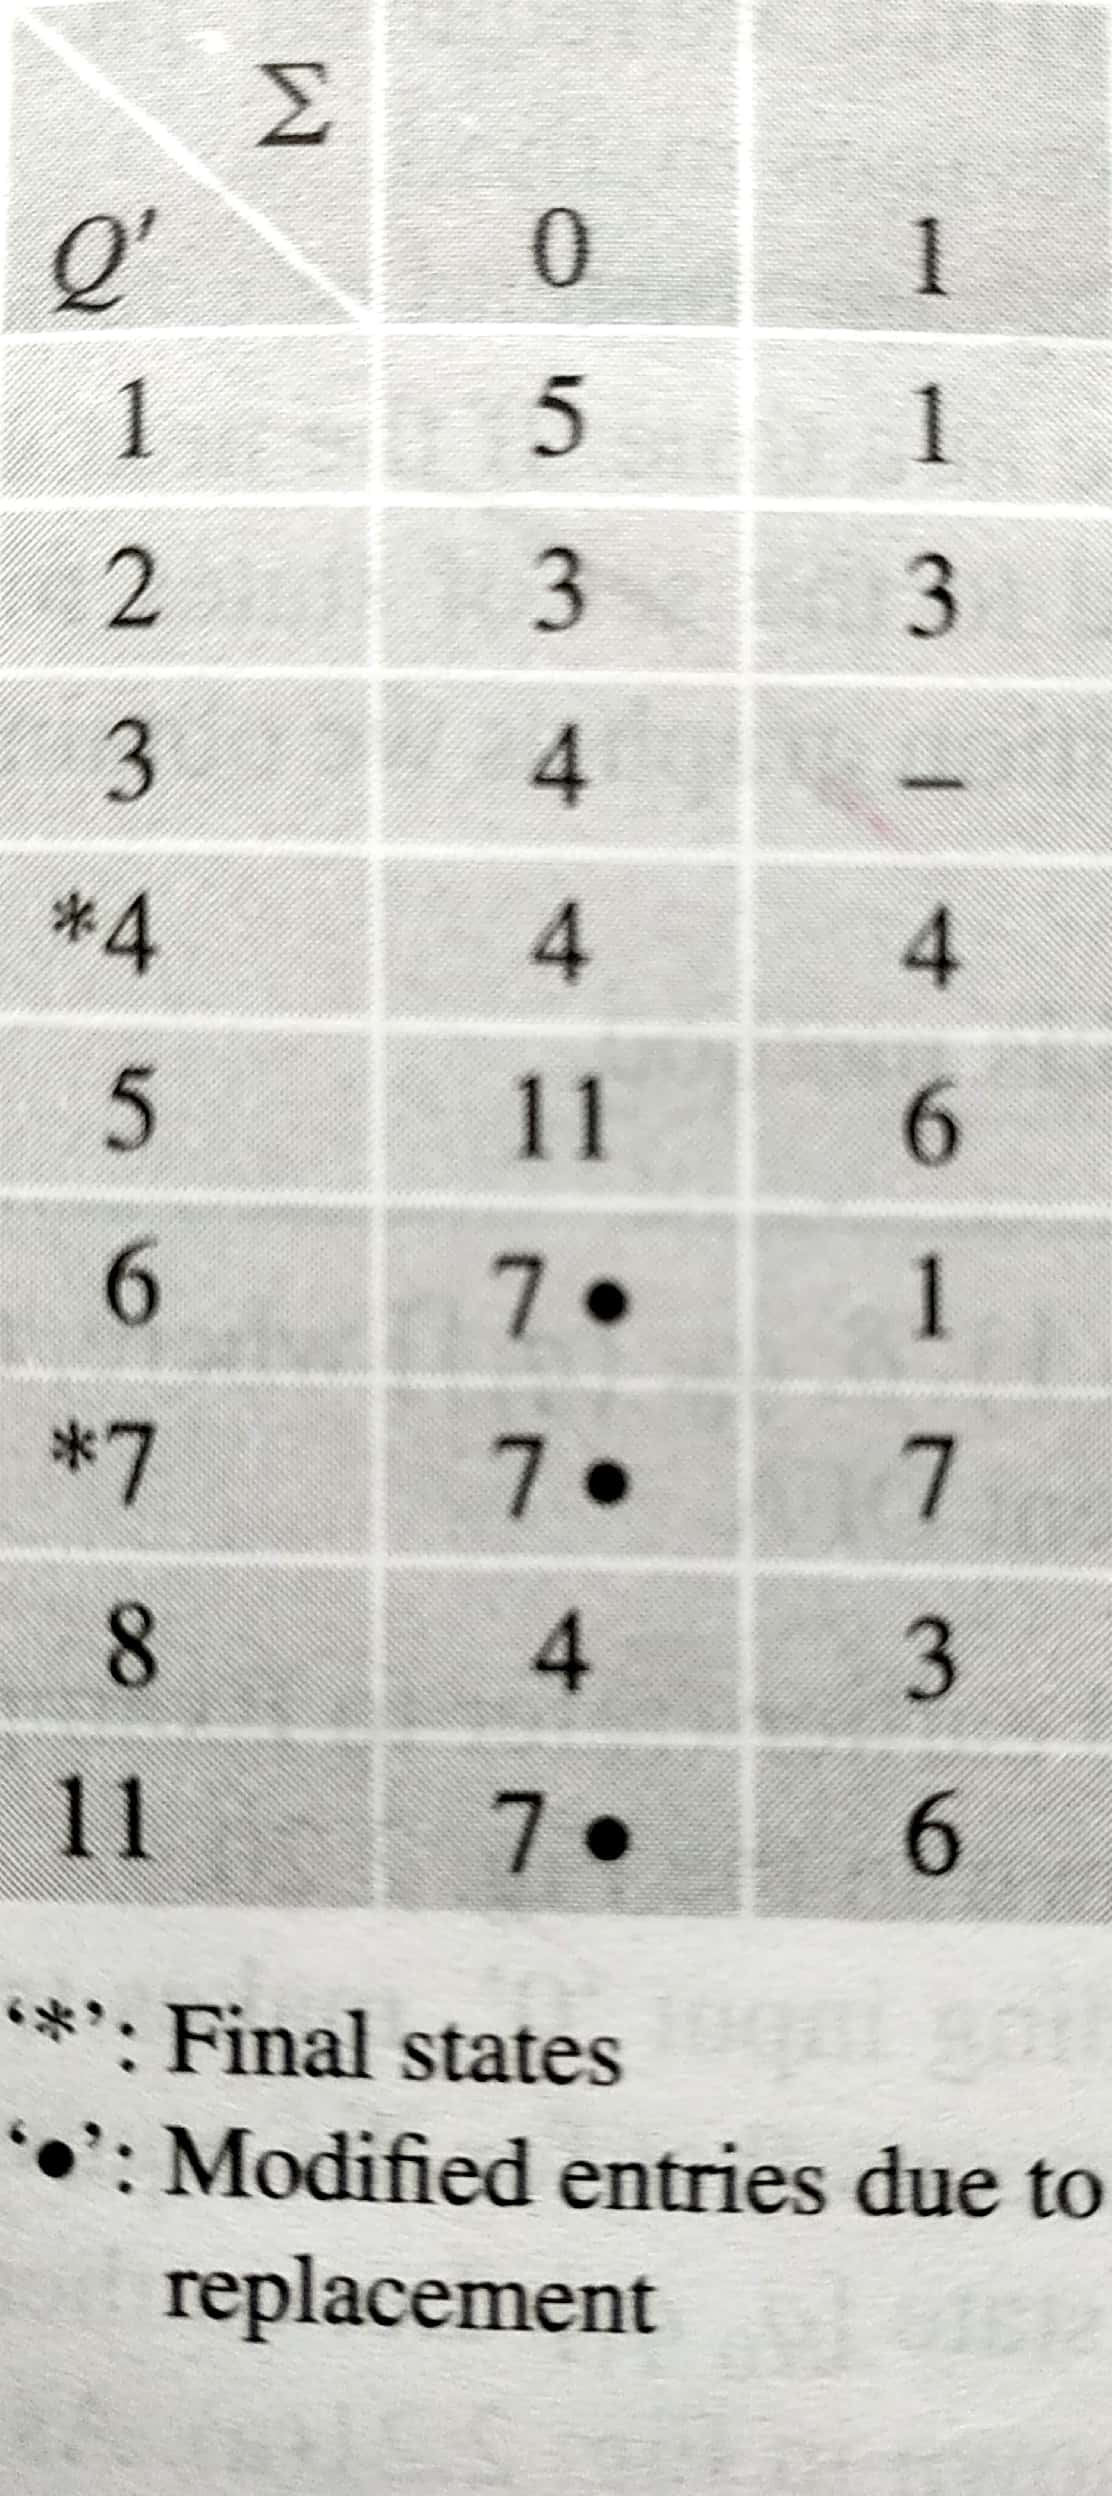 Σ
Q′ 0 1
1 5 1
2 3 3
3 4 –
*4 4 4
5 11 6
6 7 • 1
*7 7 • 7
8 4 3
11 7 • 6
‘*’: Final states
‘•’: Modified entries due to
replacement